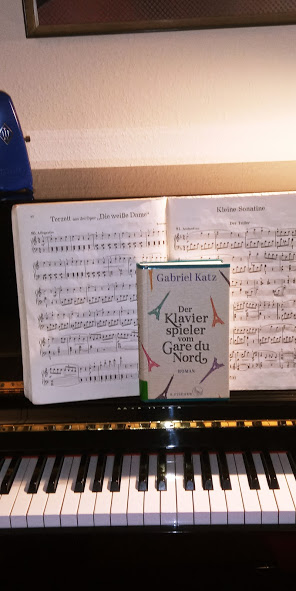 Terzett aus der Oper „Die weiße Dame“
Kleine Sonatine
Gabriel Katz
Der
Klavier
spieler
vom
Gare du
Nord
ROMAN
S. FISCHER